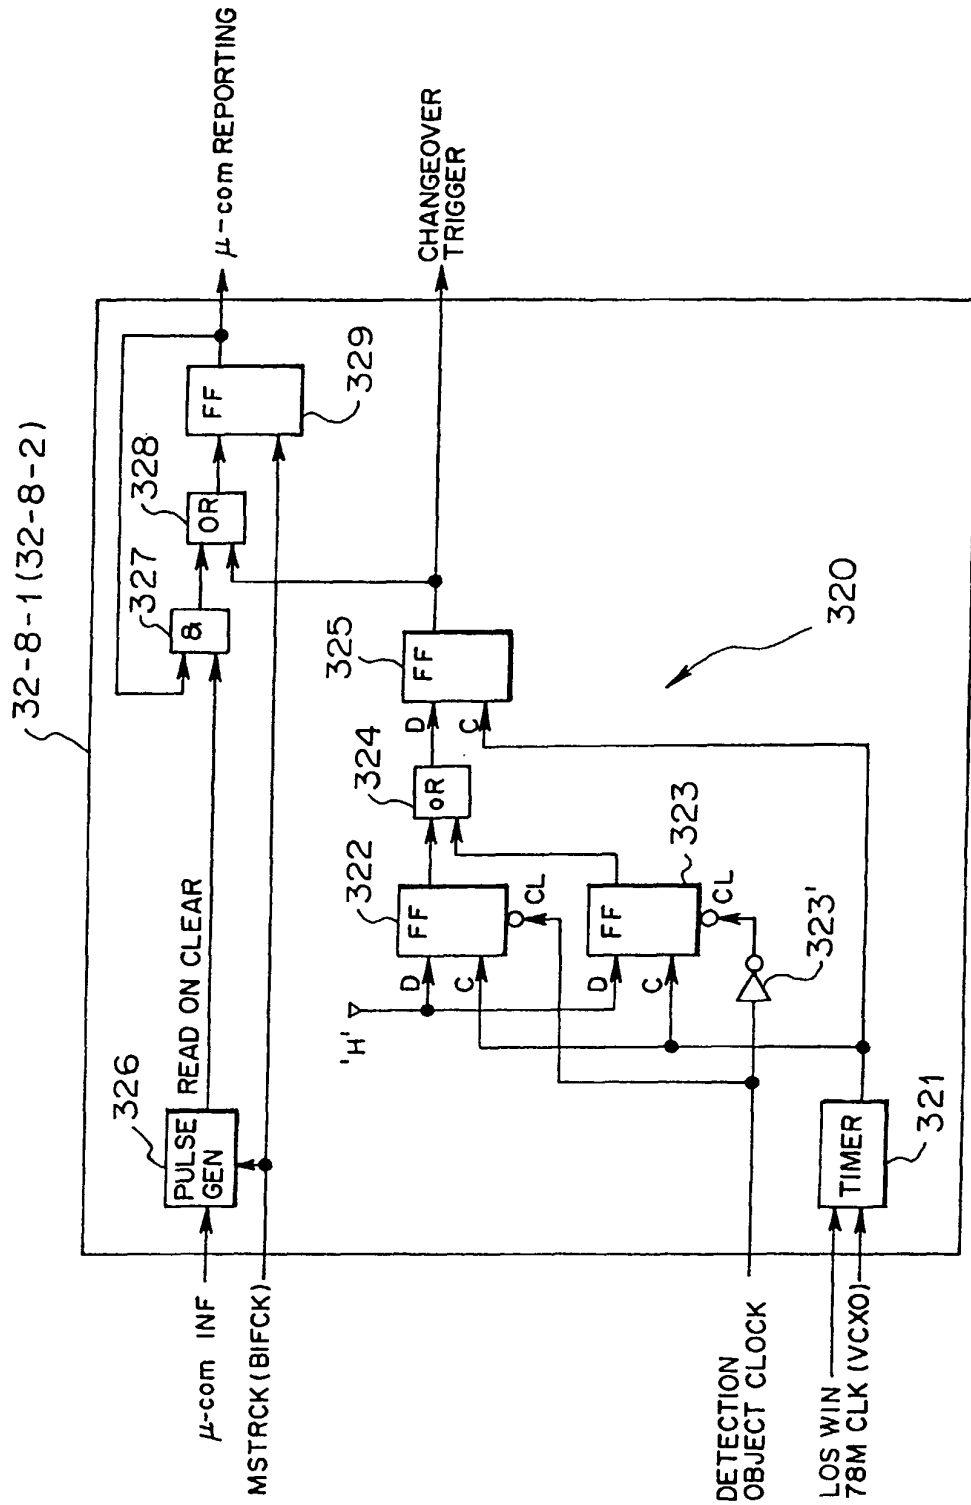 32-8-1 (32-8-2)
μ-com INF
MSTRCK (BIFCK)
DETECTION
OBJECT CLOCK
LOS WIN
78M CLK (VCXO)
326
PULSE
GEN
READ ON CLEAR
327
&
328
OR
FF
329
μ-com REPORTING
'H'
322
D
FF
C
CL
D
FF
C
CL
323
323'
324
oR
325
D
FF
C
CHANGEOVER
TRIGGER
320
TIMER
321